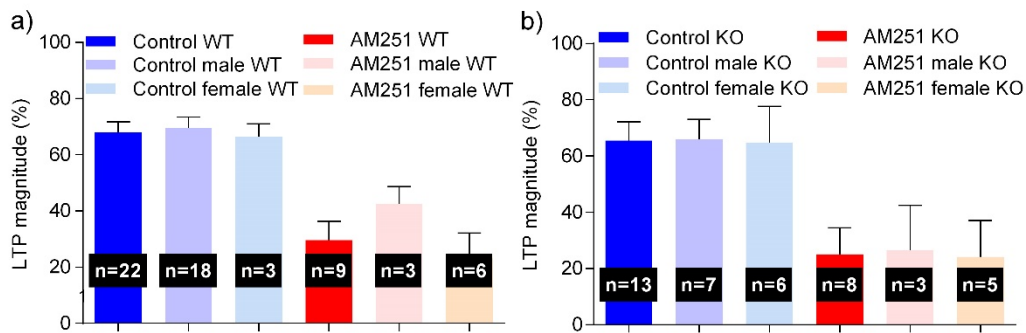 a)
Control WT AM251 WT
Control male WT AM251 male WT
Control female WT AM251 female WT
LTP magnitude (%)
100
80
60
40
20
0
n=22 n=18 n=3 n=9 n=3 n=6
b)
Control KO AM251 KO
Control male KO AM251 male KO
Control female KO AM251 female KO
LTP magnitude (%)
100
80
60
40
20
0
n=13 n=7 n=6 n=8 n=3 n=5